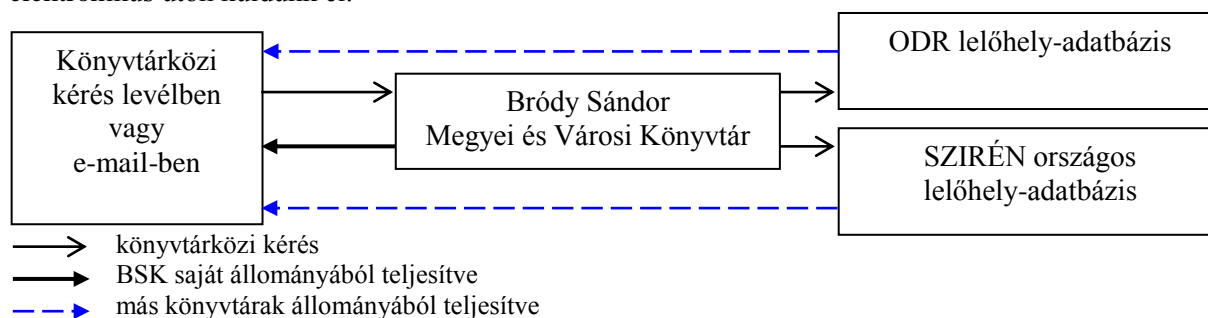 Könyvtárközi
kérés levélben
vagy
e-mail-ben
Bródy Sándor
Megyei és Városi Könyvtár
ODR lelőhely-adatbázis
SZIRÉN országos
lelőhely-adatbázis
könyvtárközi kérés
BSK saját állományából teljesítve
más könyvtárak állományából teljesítve